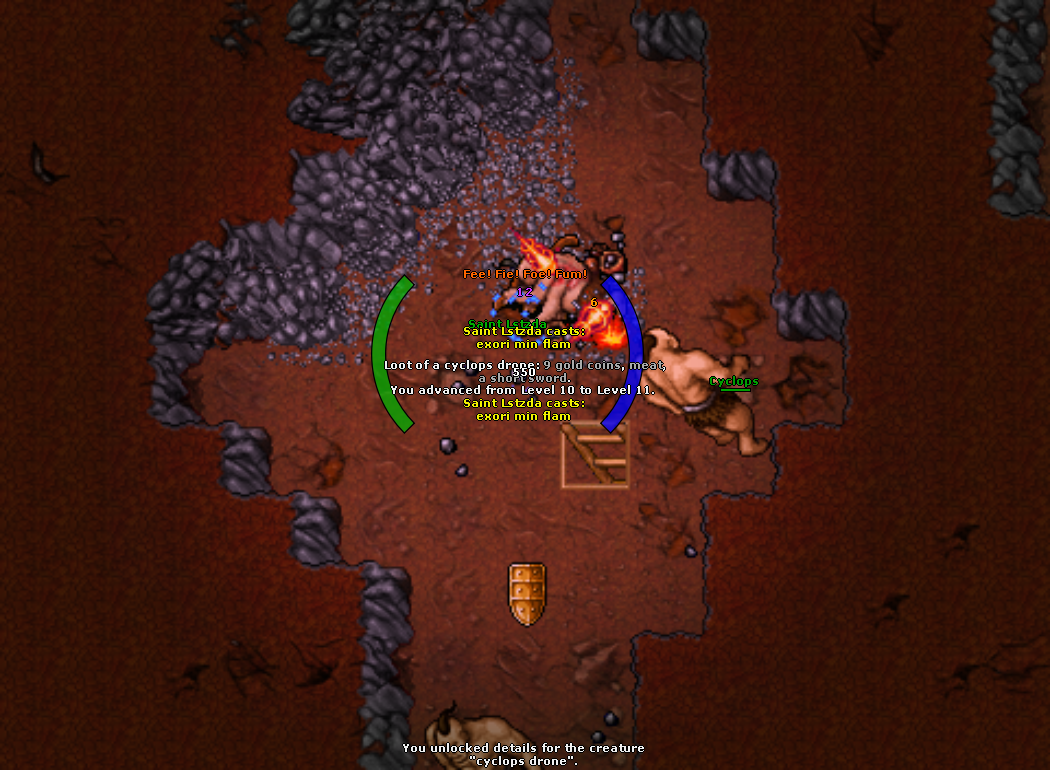 Fee! Fie! Foe! Fum!
12
6
Saint Lstzda
Saint Lstzda casts:
exori min flam
Loot of a cyclops drone: 9 gold coins, meat,
a short sword.
You advanced from Level 10 to Level 11.
Cyclops
Saint Lstzda casts:
exori min flam
You unlocked details for the creature
"cyclops drone".